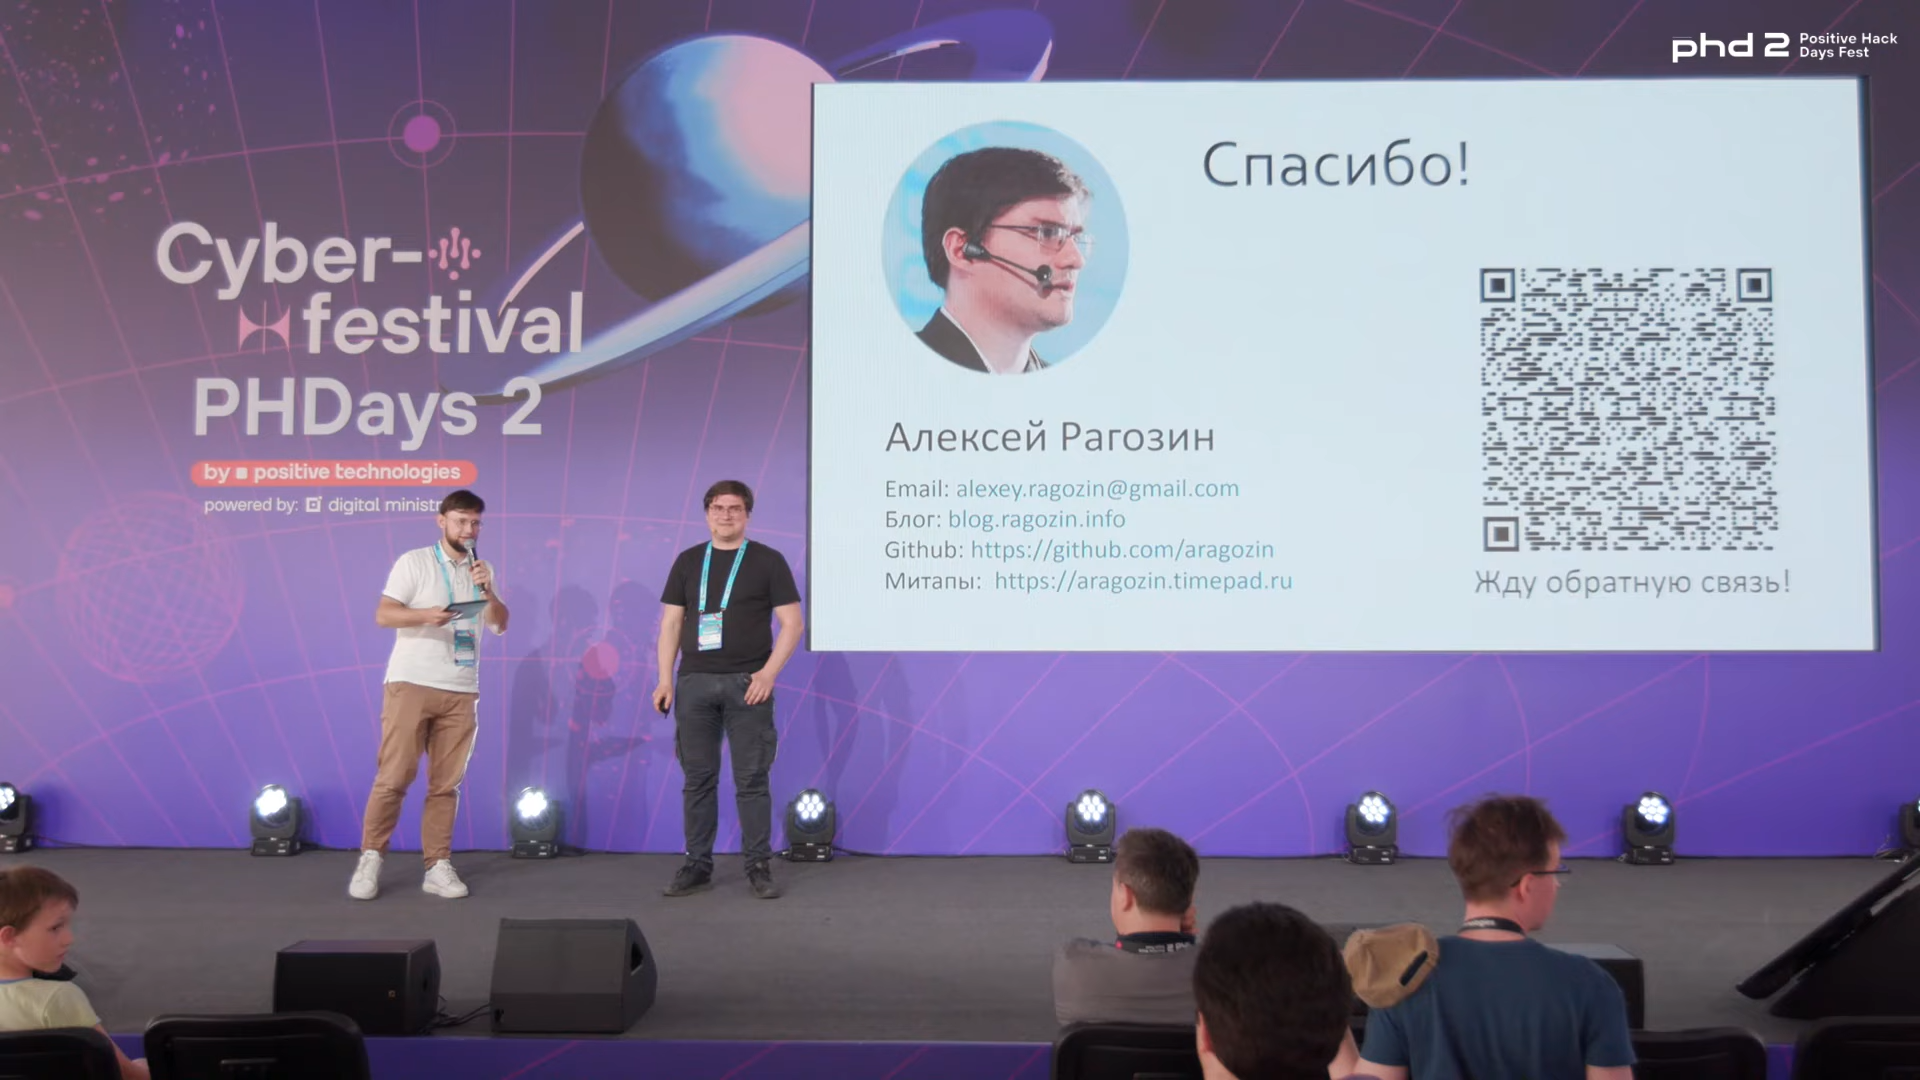 phd 2 Positive Hack
Days Fest
Cyber-
festival
PHDays 2
by positive technologies
powered by: digital ministr
Спасибо!
Алексей Рагозин
Email: alexey.ragozin@gmail.com
Блог: blog.ragozin.info
Github: https://github.com/aragozin
Митапы: https://aragozin.timepad.ru
Жду обратную связь!